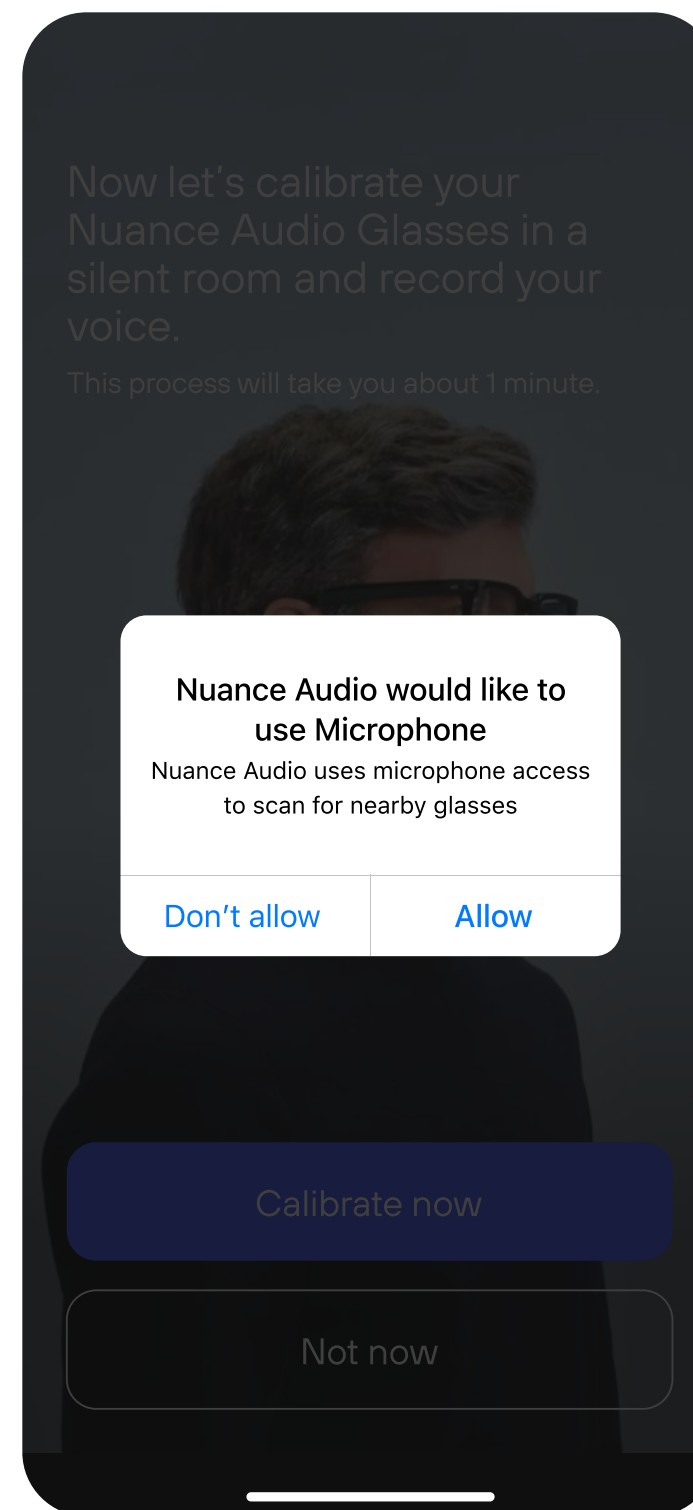 Now let's calibrate your
Nuance Audio Glasses in a
silent room and record your
voice.
This process will take you about 1 minute.
Nuance Audio would like to
use Microphone
Nuance Audio uses microphone access
to scan for nearby glasses
Don't allow
Allow
Calibrate now
Not now